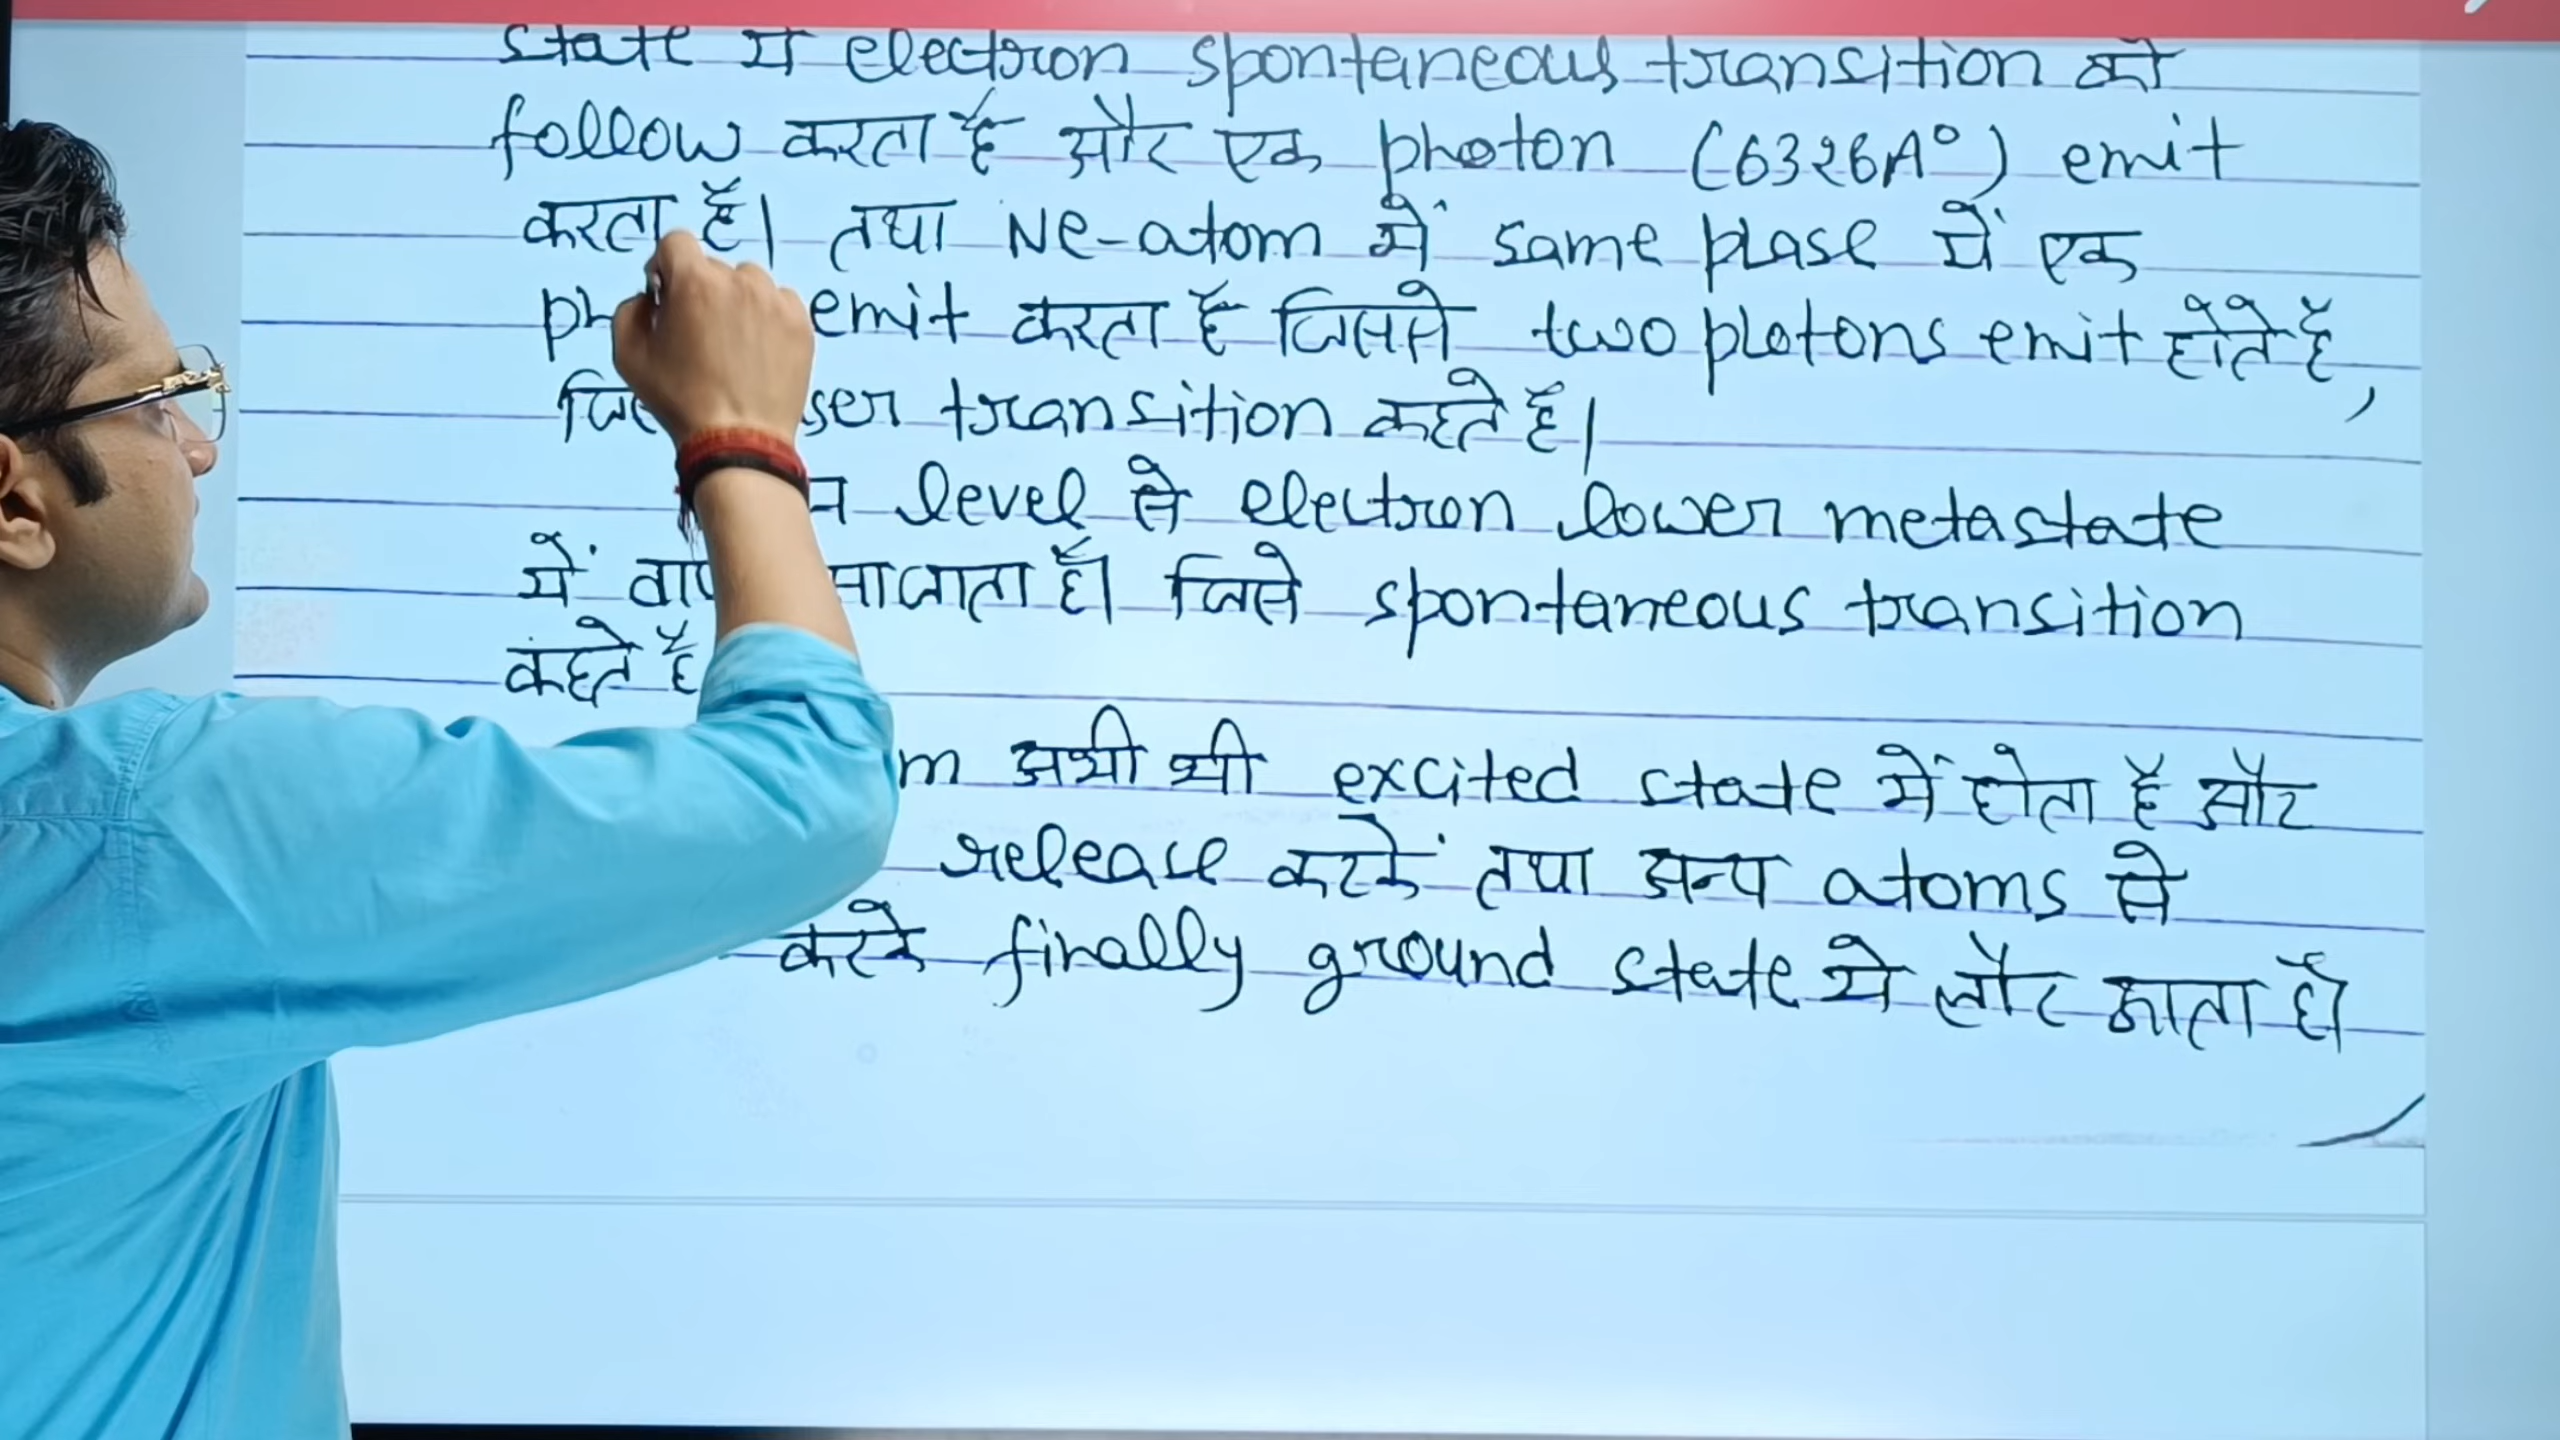 state में electron spontaneous transition को
follow करता है और एक photon (6326A°) emit
करता है। तथा Ne-atom में same phase में एक
emit करता है जिससे two photons emit होते है,
transition कहते है।
level से electron lower metastate
में जाता है। जिसे spontaneous transition
कहते है
अभी भी excited state में होता है और
release करके तथा अन्य atoms से
करके finally ground state मे लौट जाता है।